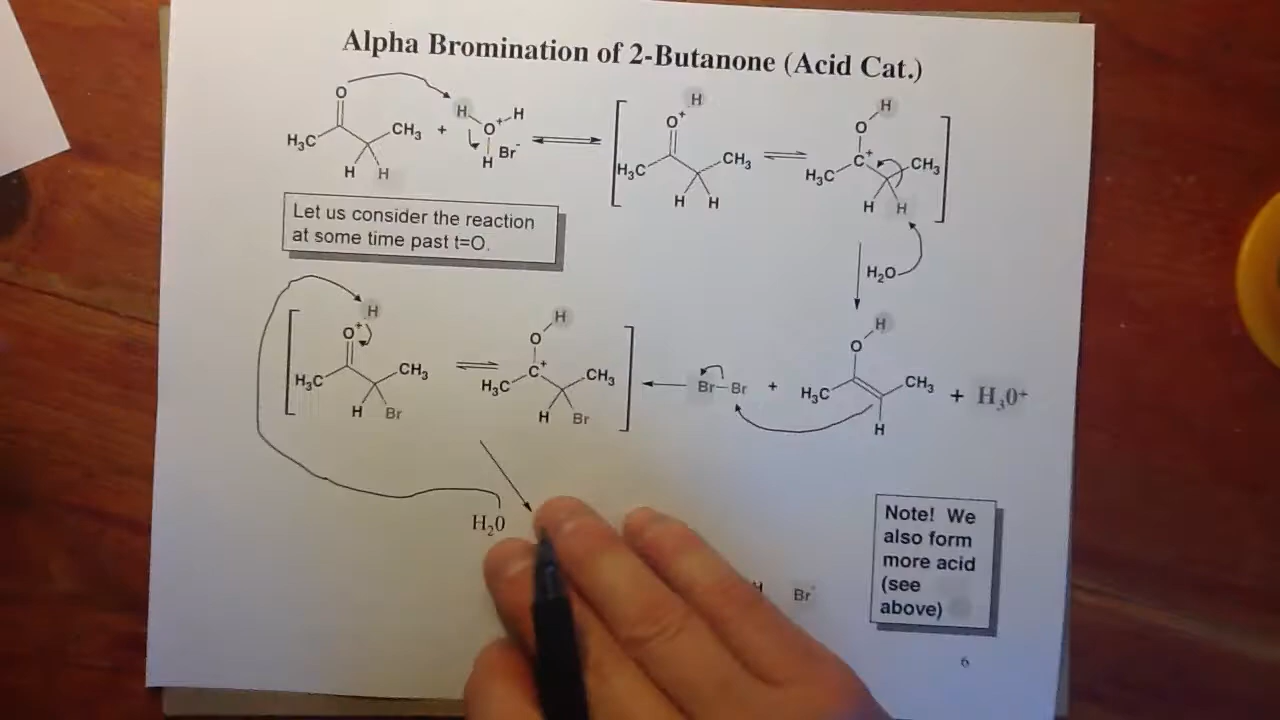 Alpha Bromination of 2-Butanone (Acid Cat.)
O
H₃C
CH₃
H H
+
H
O⁺
H
H
Br⁻
H
O⁺
H₃C
CH₃
H H
H
O
C⁺
H₃C
CH₃
H H
Let us consider the reaction
at some time past t=O.
H₂O
H
O⁺
H₃C
CH₃
H Br
H
O
C⁺
H₃C
CH₃
H Br
Br–Br
+
H
O
H₃C
CH₃
H
+ H₃0⁺
H₂0
Br⁻
Note! We
also form
more acid
(see
above)
6